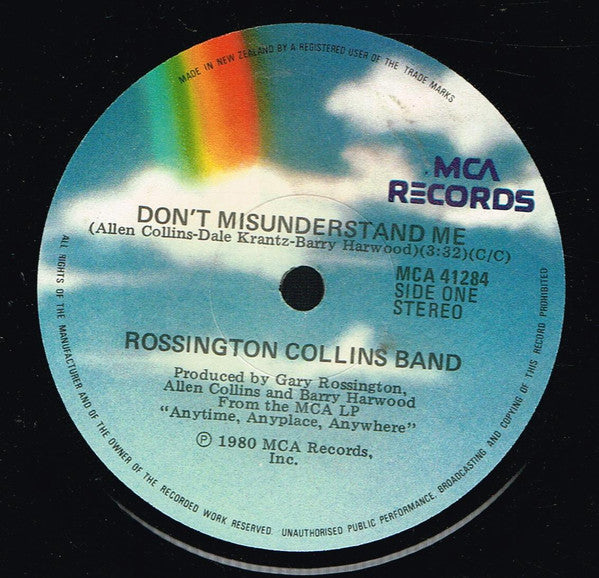 MADE IN NEW ZEALAND BY A REGISTERED USER OF THE TRADE MARKS
MCA
RECORDS
DON'T MISUNDERSTAND ME
(Allen Collins-Dale Krantz-Barry Harwood)(3:32)(C/C)
MCA 41284
SIDE ONE
STEREO
ROSSINGTON COLLINS BAND
Produced by Gary Rossington,
Allen Collins and Barry Harwood
From the MCA LP
“Anytime, Anyplace, Anywhere”
Ⓟ 1980 MCA Records,
Inc.
ALL RIGHTS OF THE MANUFACTURER AND OF THE OWNER OF THE RECORDED WORK RESERVED. UNAUTHORISED PUBLIC PERFORMANCE, BROADCASTING AND COPYING OF THIS RECORD PROHIBITED